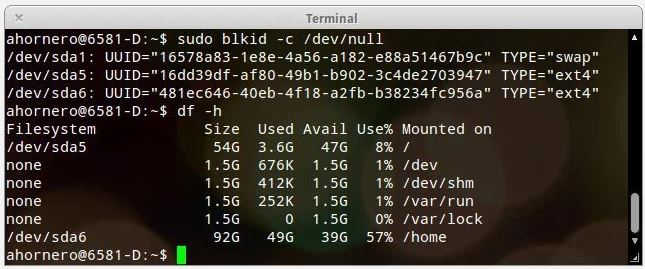 Terminal
ahornero@6581-D:~$ sudo blkid -c /dev/null
/dev/sda1: UUID="16578a83-1e8e-4a56-a182-e88a51467b9c" TYPE="swap"
/dev/sda5: UUID="16dd39df-af80-49b1-b902-3c4de2703947" TYPE="ext4"
/dev/sda6: UUID="481ec646-40eb-4f18-a2fb-b38234fc956a" TYPE="ext4"
ahornero@6581-D:~$ df -h
Filesystem Size Used Avail Use% Mounted on
/dev/sda5 54G 3.6G 47G 8% /
none 1.5G 676K 1.5G 1% /dev
none 1.5G 412K 1.5G 1% /dev/shm
none 1.5G 252K 1.5G 1% /var/run
none 1.5G 0 1.5G 0% /var/lock
/dev/sda6 92G 49G 39G 57% /home
ahornero@6581-D:~$